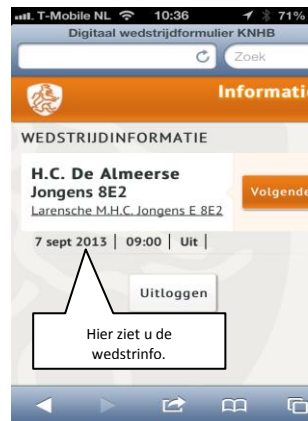 T-Mobile NL 10:36 71%
Digitaal wedstrijdformulier KNHB
Zoek
Informatie
WEDSTRIJDINFORMATIE
H.C. De Almeerse
Jongens 8E2
Larensche M.H.C. Jongens E 8E2
Volgende
7 sept 2013 | 09:00 | Uit |
Uitloggen
Hier ziet u de
wedstrinfo.